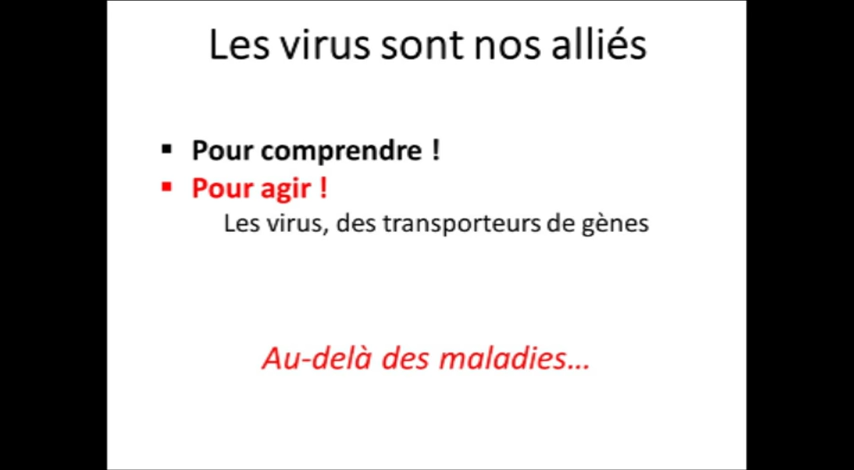 Les virus sont nos alliés
▪ Pour comprendre !
▪ Pour agir !
Les virus, des transporteurs de gènes
Au-delà des maladies...